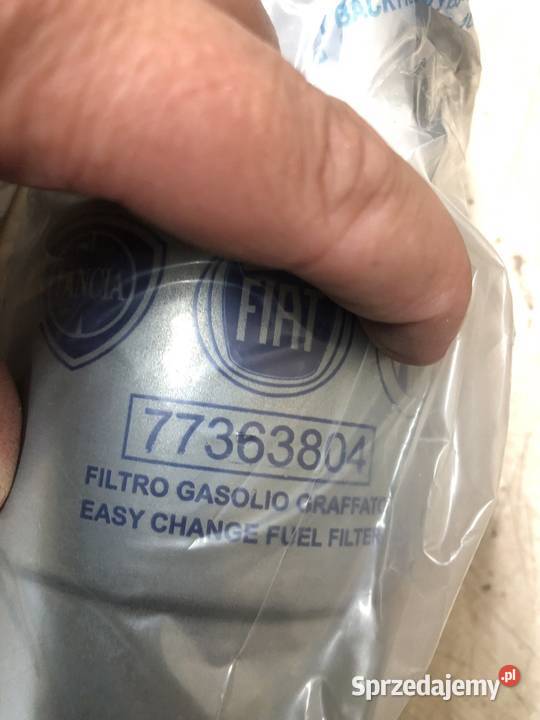 LANCIA
FIAT
77363804
FILTRO GASOLIO GRAFFATO
EASY CHANGE FUEL FILTER
Sprzedajemy.pl